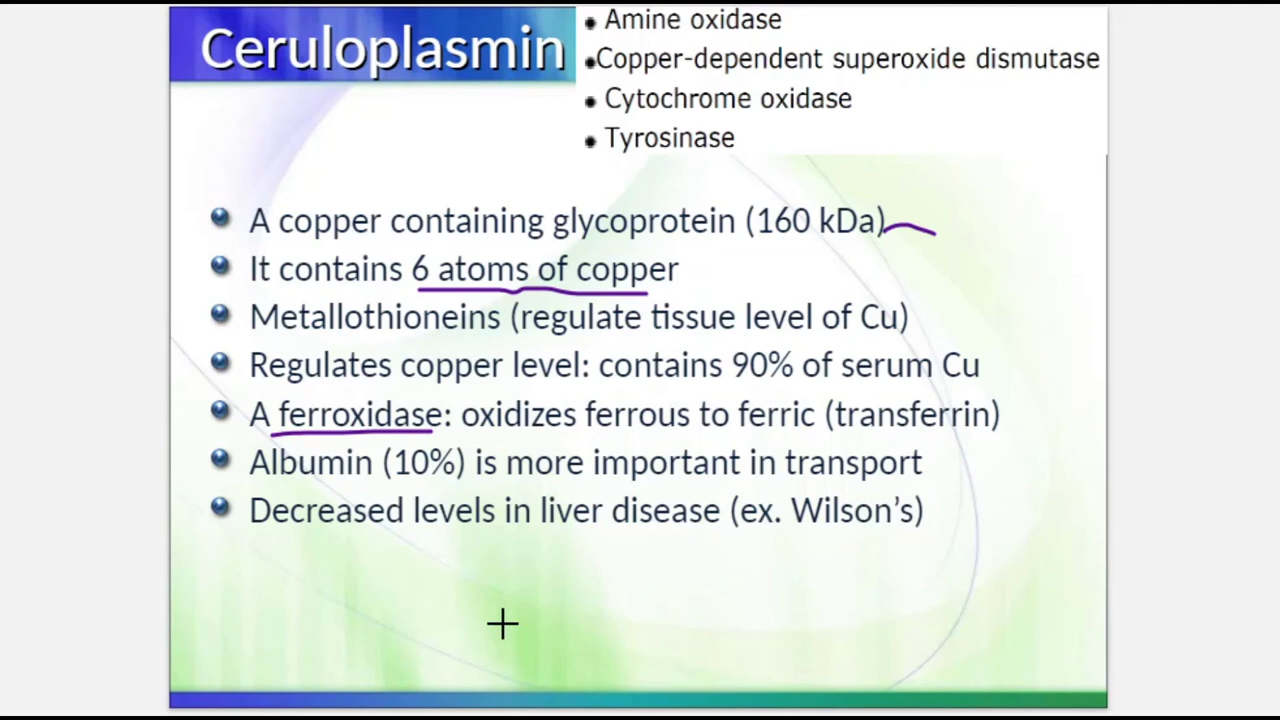 Ceruloplasmin
• Amine oxidase
•Copper-dependent superoxide dismutase
• Cytochrome oxidase
• Tyrosinase
A copper containing glycoprotein (160 kDa)
It contains 6 atoms of copper
Metallothioneins (regulate tissue level of Cu)
Regulates copper level: contains 90% of serum Cu
A ferroxidase: oxidizes ferrous to ferric (transferrin)
Albumin (10%) is more important in transport
Decreased levels in liver disease (ex. Wilson’s)